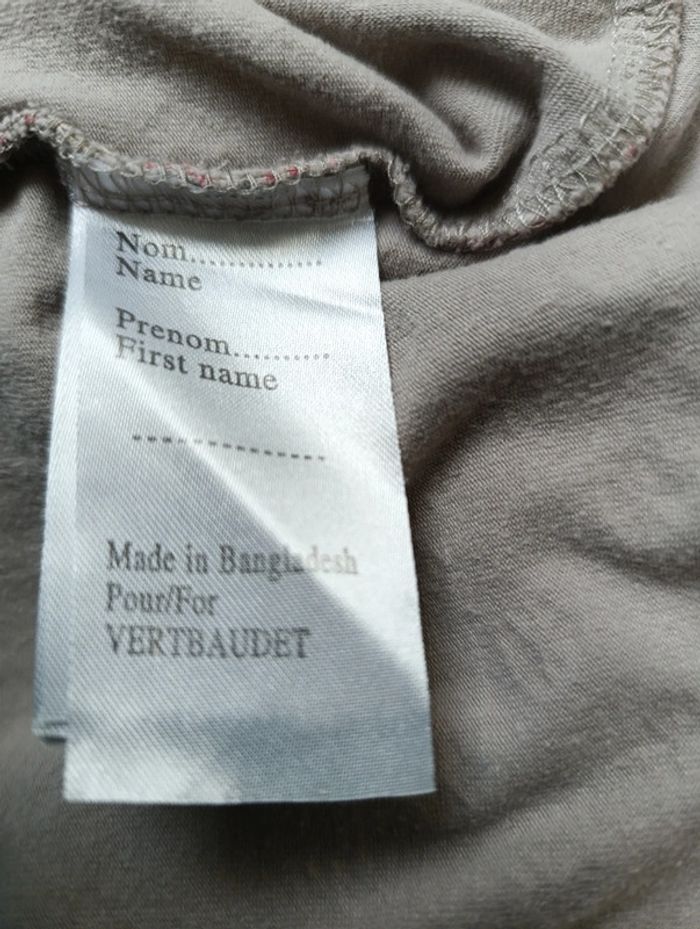 Nom..............
Name
Prenom..........
First name
-----------------
Made in Bangladesh
Pour/For
VERTBAUDET